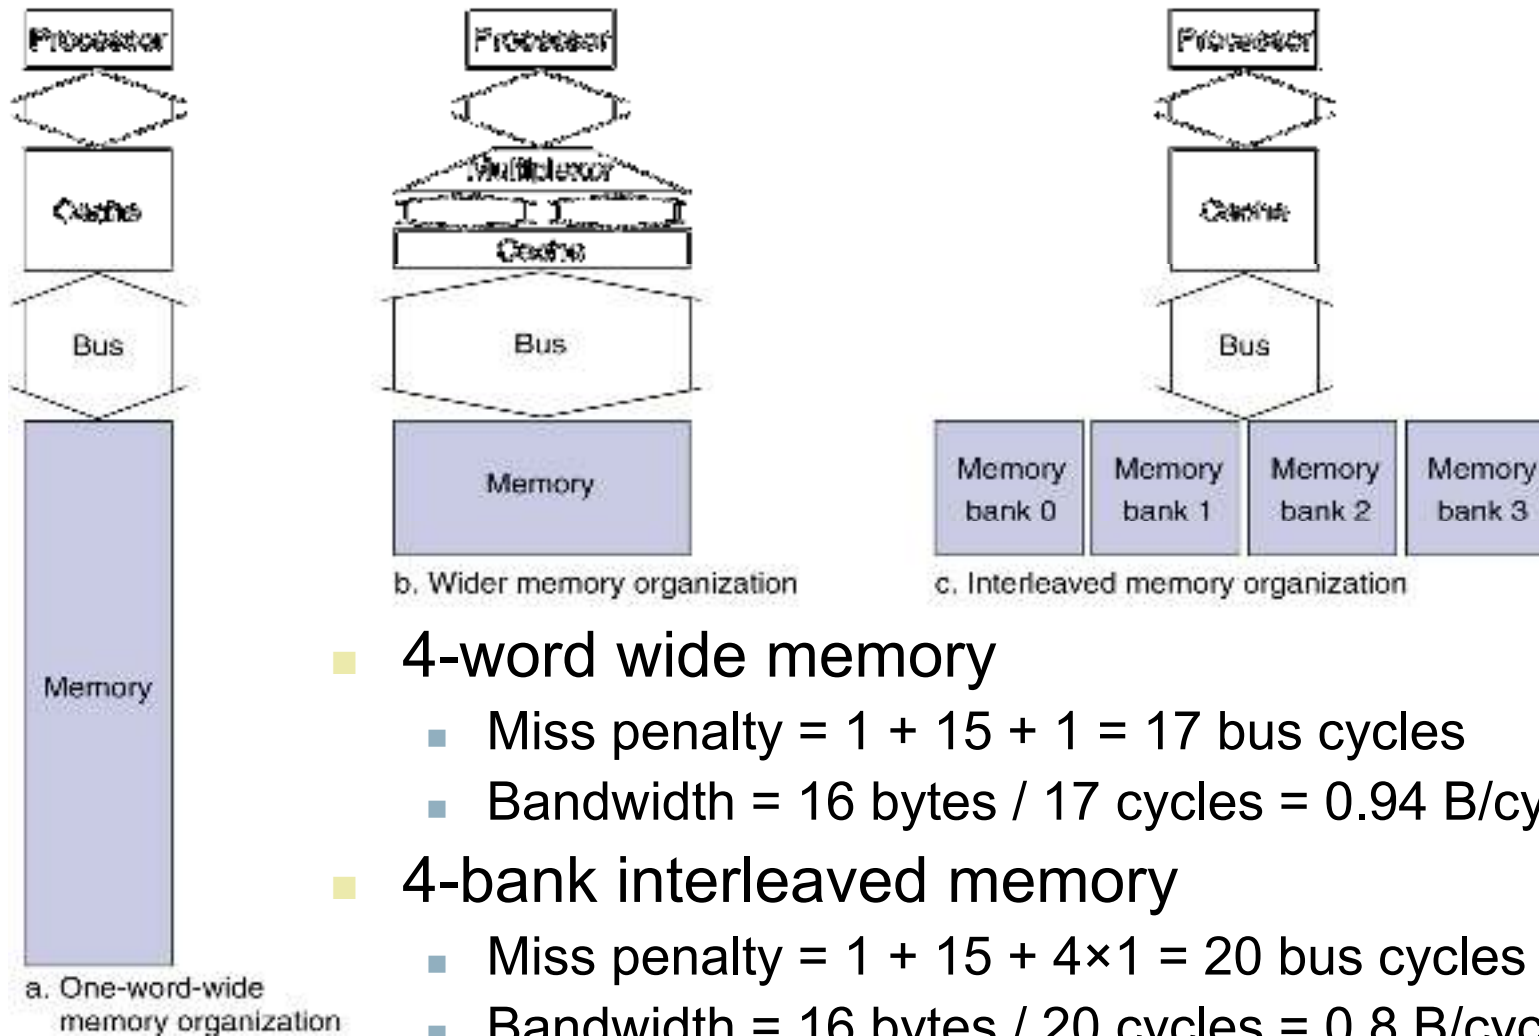 Processor
Cache
Bus
Memory
a. One-word-wide
memory organization
Processor
Multiplexor
Cache
Bus
Memory
b. Wider memory organization
Processor
Cache
Bus
Memory
bank 0
Memory
bank 1
Memory
bank 2
Memory
bank 3
c. Interleaved memory organization
4-word wide memory
Miss penalty = 1 + 15 + 1 = 17 bus cycles
Bandwidth = 16 bytes / 17 cycles = 0.94 B/cy
4-bank interleaved memory
Miss penalty = 1 + 15 + 4×1 = 20 bus cycles
Bandwidth = 16 bytes / 20 cycles = 0.8 B/cyc